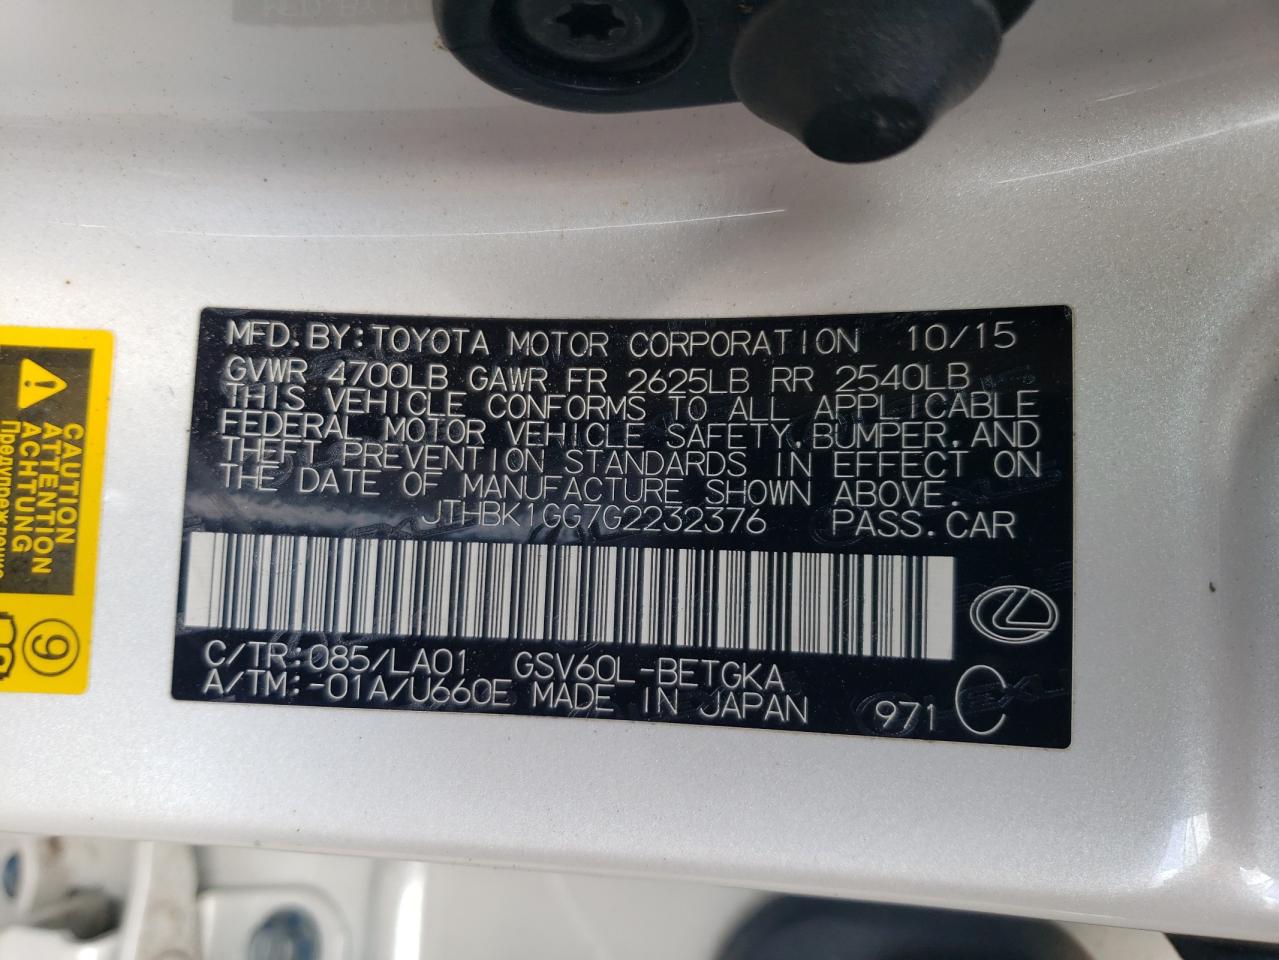 MFD.BY:TOYOTA MOTOR CORPORATION 10/15
GVWR 4700LB GAWR FR 2625LB RR 2540LB
THIS VEHICLE CONFORMS TO ALL APPLICABLE
FEDERAL MOTOR VEHICLE SAFETY,BUMPER,AND
THEFT PREVENTION STANDARDS IN EFFECT ON
THE DATE OF MANUFACTURE SHOWN ABOVE.
JTHBK1GG7G2232376 PASS.CAR
C/TR:085/LA01 GSV60L-BETGKA
A/TM:-01A/U660E MADE IN JAPAN 971 C
CAUTION
ATTENTION
ACHTUNG
9